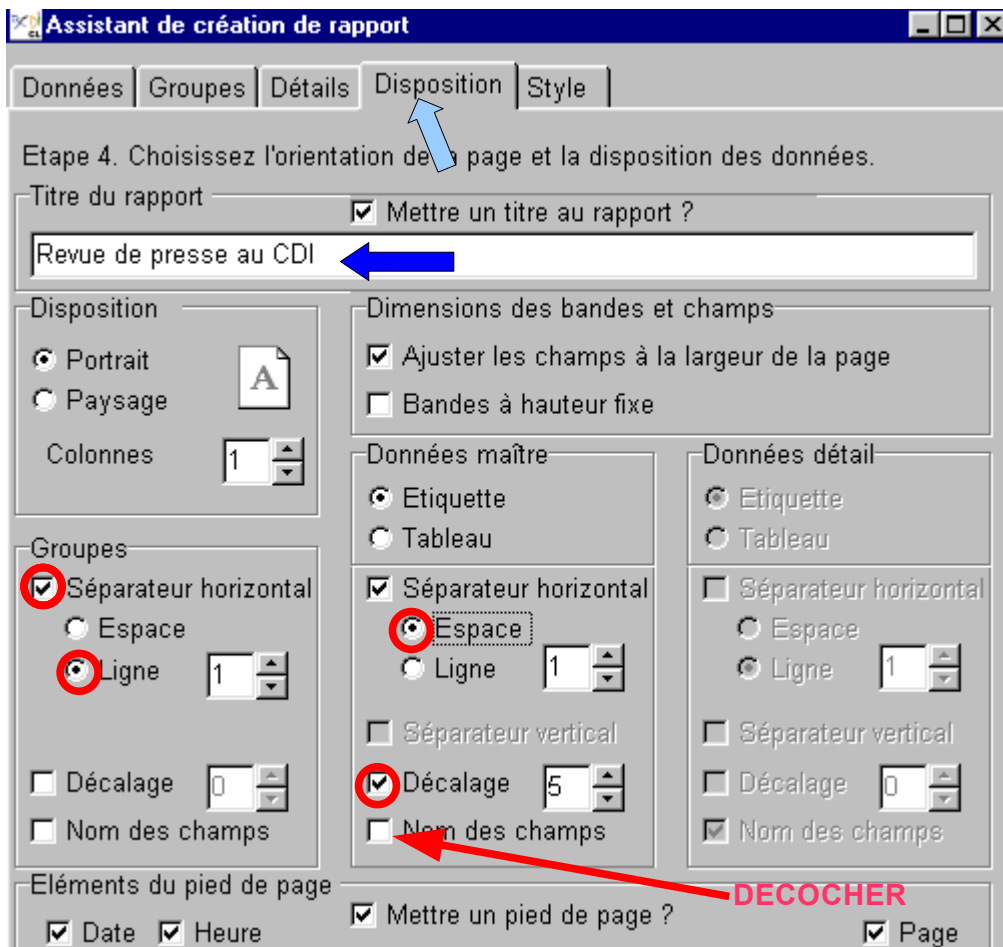 Assistant de création de rapport
Données Groupes Détails Disposition Style
Etape 4. Choisissez l'orientation de la page et la disposition des données.
Titre du rapport
Mettre un titre au rapport ?
Revue de presse au CDI
Disposition
Portrait
A
Paysage
Colonnes 1
Dimensions des bandes et champs
Ajuster les champs à la largeur de la page
Bandes à hauteur fixe
Groupes
Séparateur horizontal
Espace
Ligne 1
Décalage 0
Nom des champs
Données maître
Etiquette
Tableau
Séparateur horizontal
Espace
Ligne 1
Séparateur vertical
Décalage 5
Nom des champs
Données détail
Etiquette
Tableau
Séparateur horizontal
Espace
Ligne 1
Séparateur vertical
Décalage 0
Nom des champs
DECOCHER
Eléments du pied de page
Mettre un pied de page ?
Date Heure Page